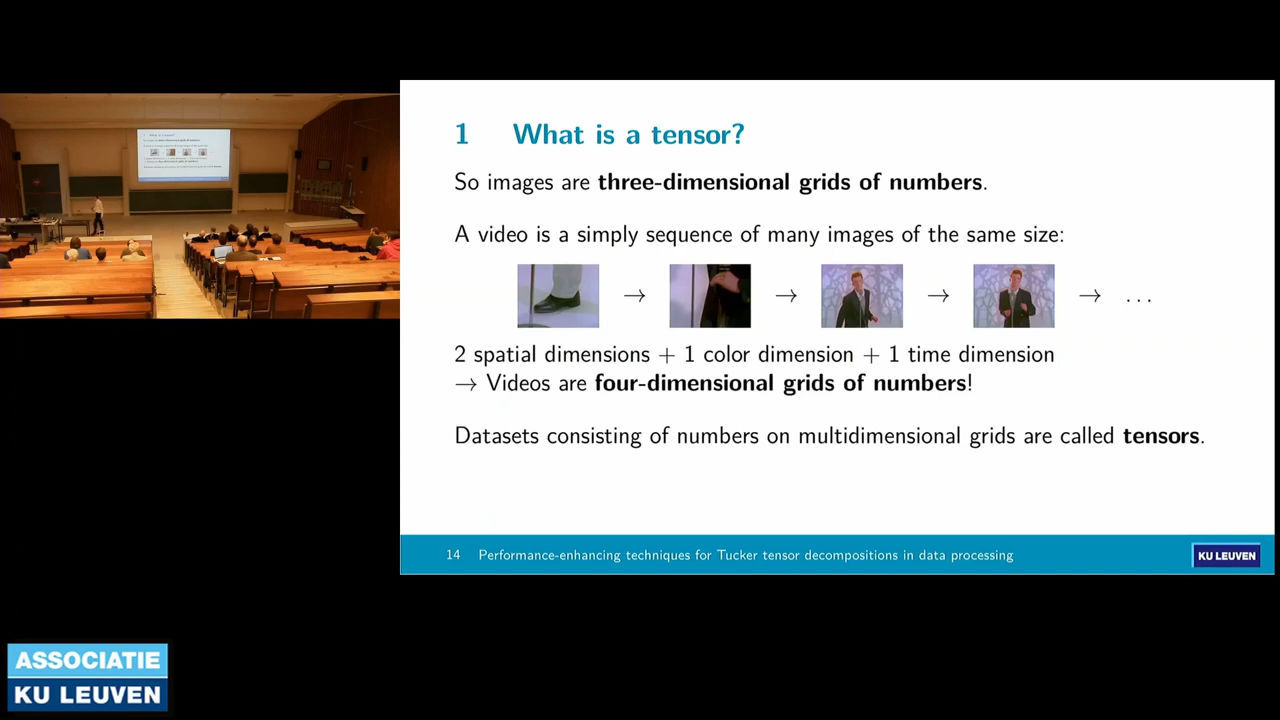 1 What is a tensor?
So images are three-dimensional grids of numbers.
A video is a simply sequence of many images of the same size:
→ → → → ...
2 spatial dimensions + 1 color dimension + 1 time dimension
→ Videos are four-dimensional grids of numbers!
Datasets consisting of numbers on multidimensional grids are called tensors.
14 Performance-enhancing techniques for Tucker tensor decompositions in data processing
KU LEUVEN
ASSOCIATIE
KU LEUVEN